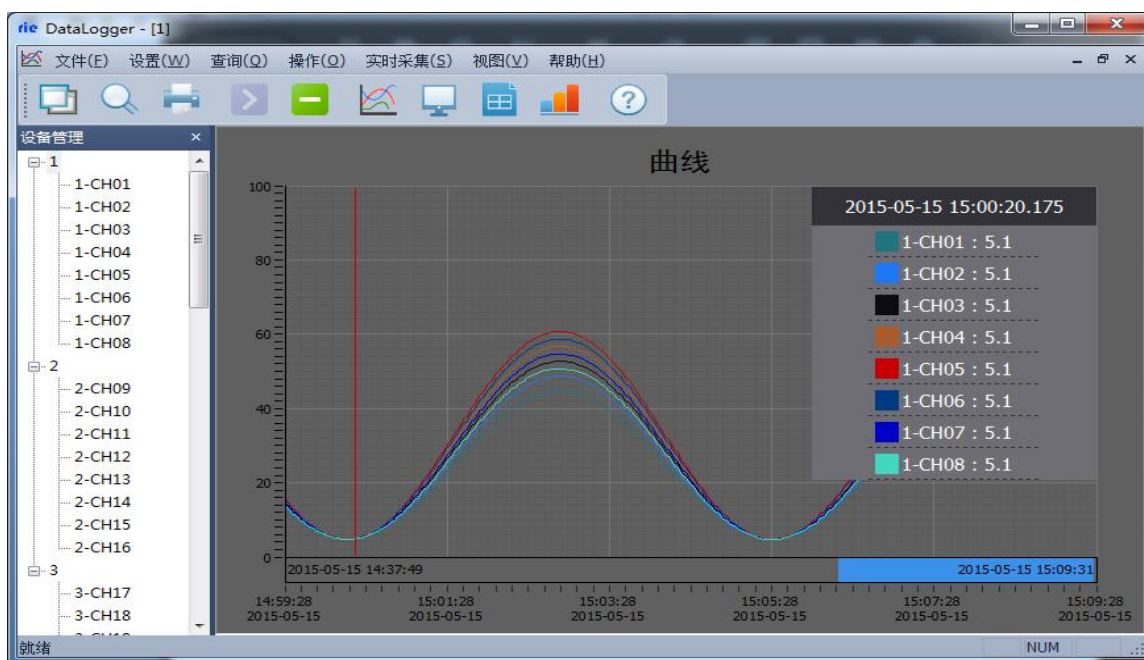 rie DataLogger - [1]
文件(F) 设置(W) 查询(Q) 操作(O) 实时采集(S) 视图(V) 帮助(H)
设备管理
1
1-CH01
1-CH02
1-CH03
1-CH04
1-CH05
1-CH06
1-CH07
1-CH08
2
2-CH09
2-CH10
2-CH11
2-CH12
2-CH13
2-CH14
2-CH15
2-CH16
3
3-CH17
3-CH18
曲线
100
80
60
40
20
0
2015-05-15 15:00:20.175
1-CH01 : 5.1
1-CH02 : 5.1
1-CH03 : 5.1
1-CH04 : 5.1
1-CH05 : 5.1
1-CH06 : 5.1
1-CH07 : 5.1
1-CH08 : 5.1
2015-05-15 14:37:49 2015-05-15 15:09:31
14:59:28 15:01:28 15:03:28 15:05:28 15:07:28 15:09:28
2015-05-15 2015-05-15 2015-05-15 2015-05-15 2015-05-15 2015-05-15
就绪 NUM